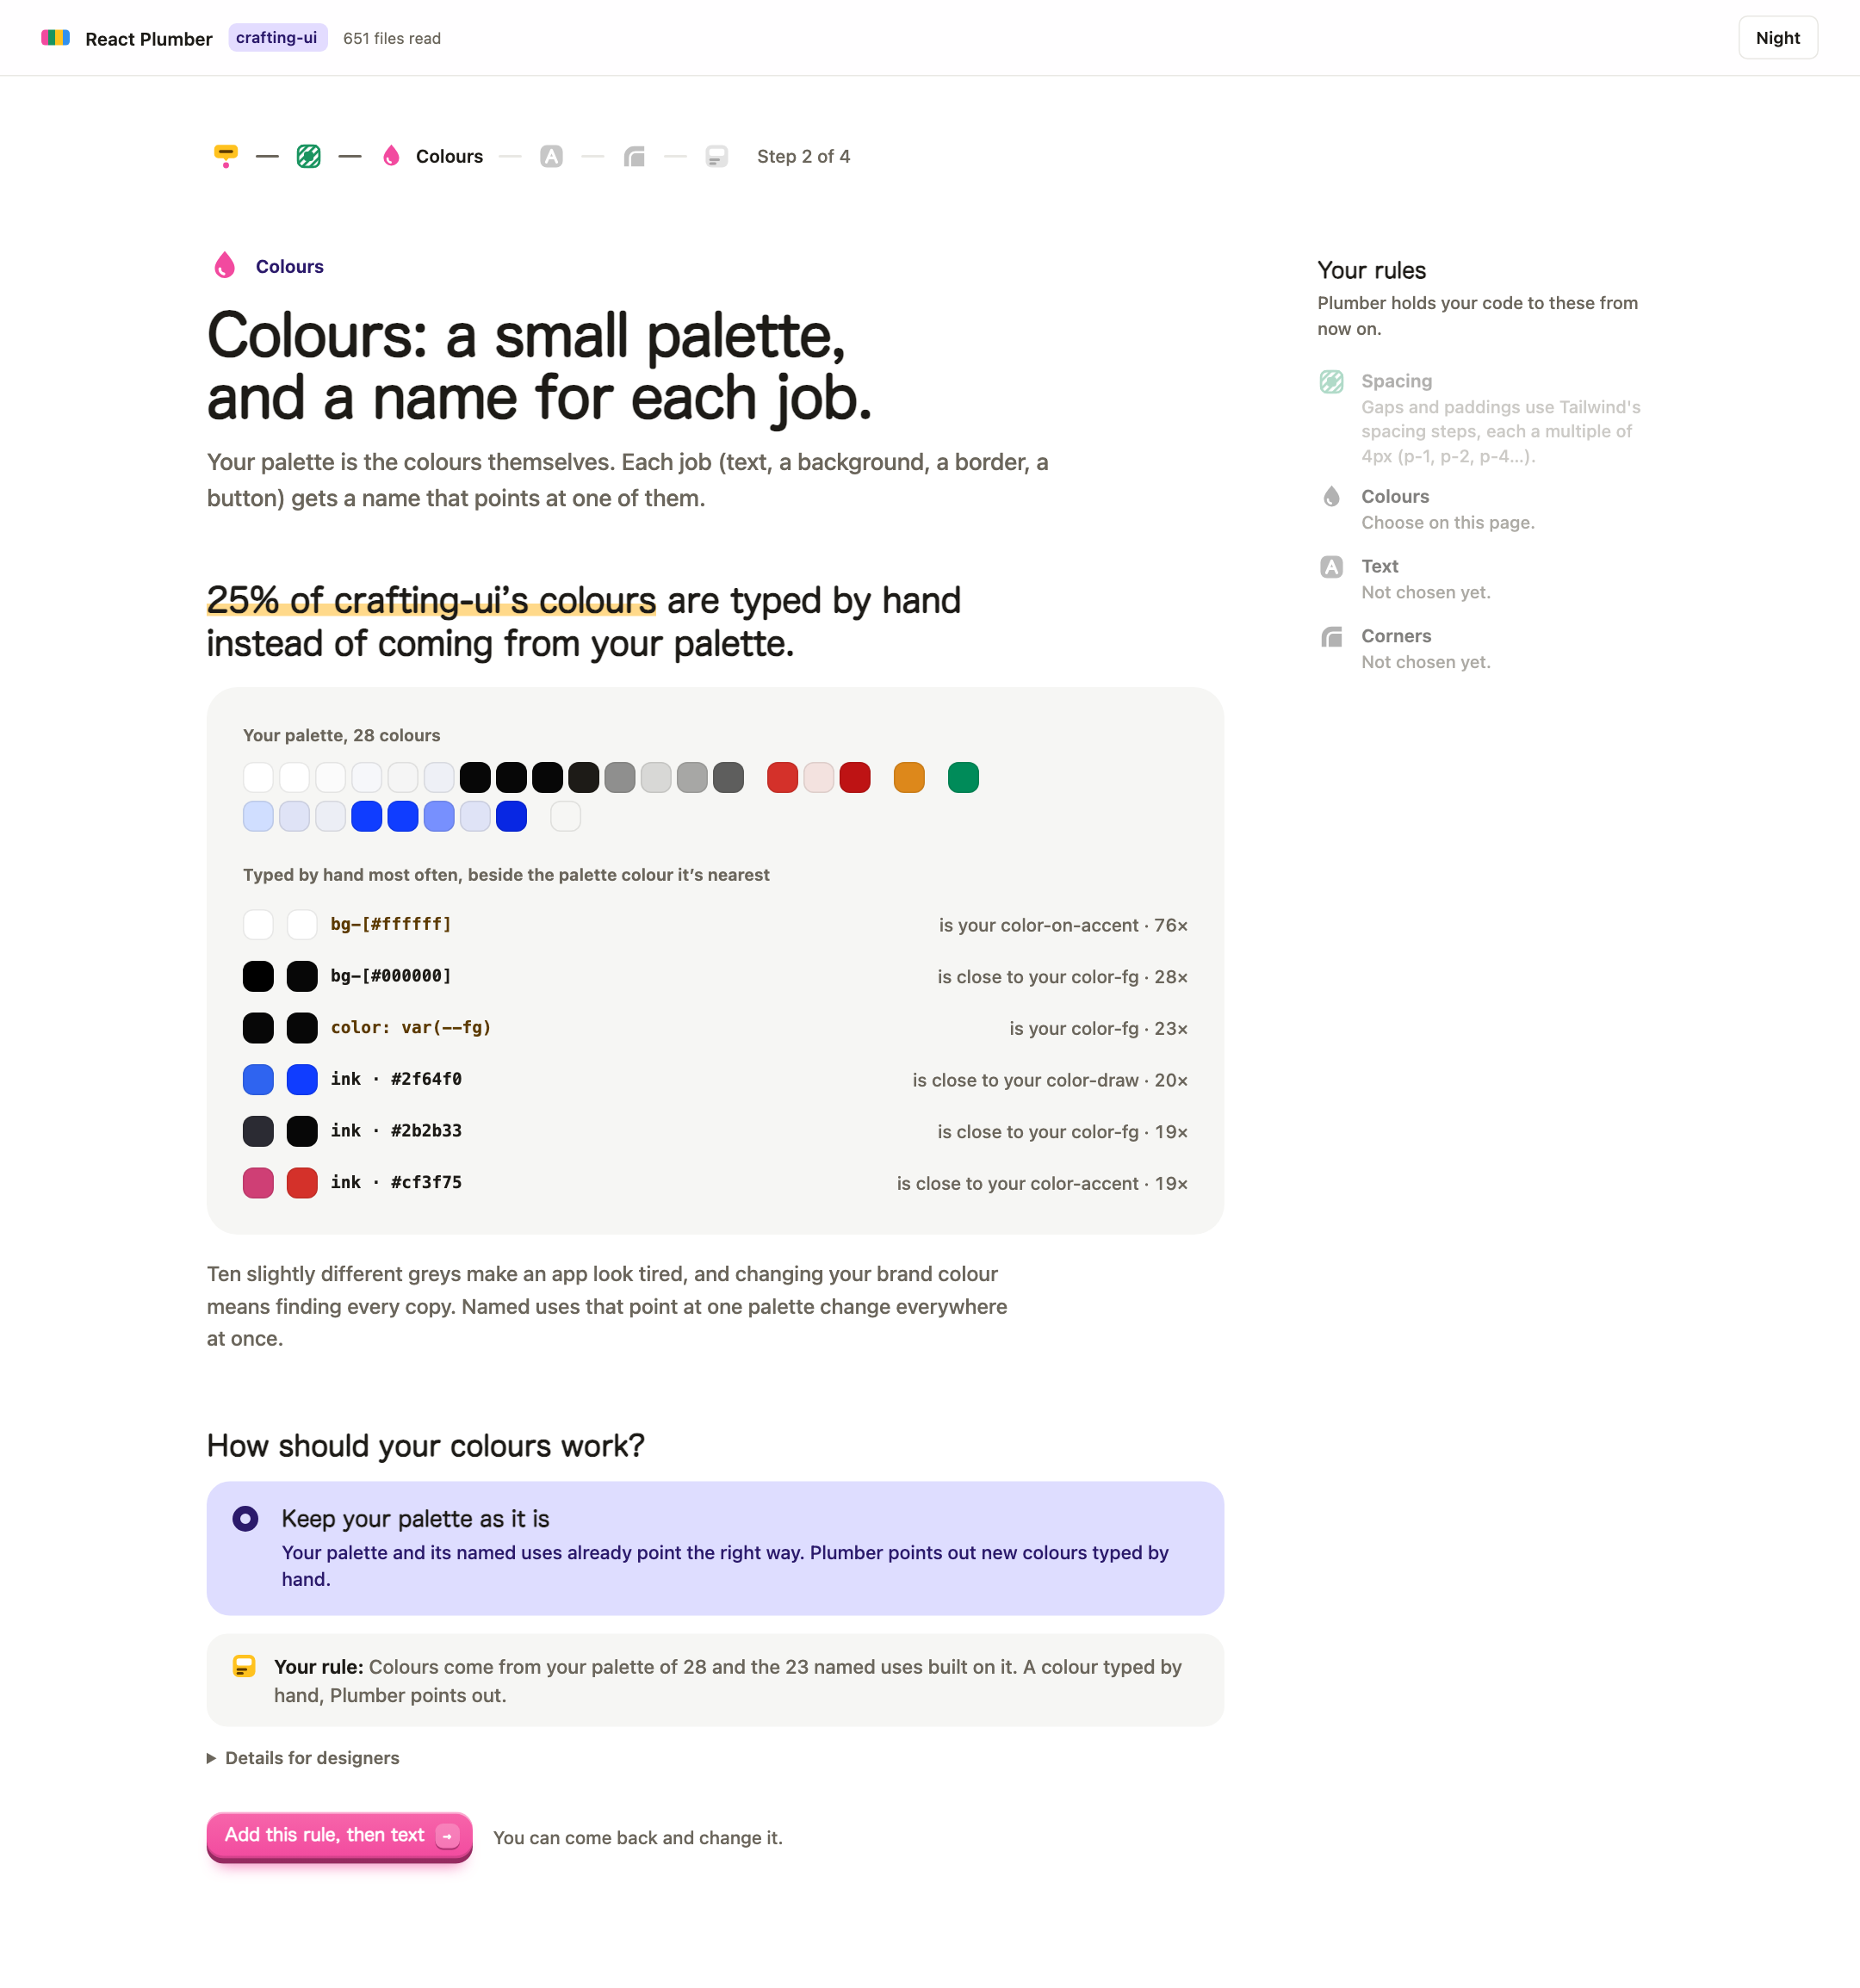 React Plumber crafting-ui 651 files read
Night
Colours
A
Step 2 of 4
Colours
Colours: a small palette,
and a name for each job.
Your palette is the colours themselves. Each job (text, a background, a border, a
button) gets a name that points at one of them.
25% of crafting-ui’s colours are typed by hand
instead of coming from your palette.
Your palette, 28 colours
Typed by hand most often, beside the palette colour it’s nearest
bg-[#ffffff] is your color-on-accent · 76×
bg-[#000000] is close to your color-fg · 28×
color: var(--fg) is your color-fg · 23×
ink · #2f64f0 is close to your color-draw · 20×
ink · #2b2b33 is close to your color-fg · 19×
ink · #cf3f75 is close to your color-accent · 19×
Ten slightly different greys make an app look tired, and changing your brand colour
means finding every copy. Named uses that point at one palette change everywhere
at once.
How should your colours work?
Keep your palette as it is
Your palette and its named uses already point the right way. Plumber points out new colours typed by
hand.
Your rule: Colours come from your palette of 28 and the 23 named uses built on it. A colour typed by
hand, Plumber points out.
Details for designers
Add this rule, then text →
You can come back and change it.
Your rules
Plumber holds your code to these from
now on.
Spacing
Gaps and paddings use Tailwind's
spacing steps, each a multiple of
4px (p-1, p-2, p-4...).
Colours
Choose on this page.
A
Text
Not chosen yet.
Corners
Not chosen yet.